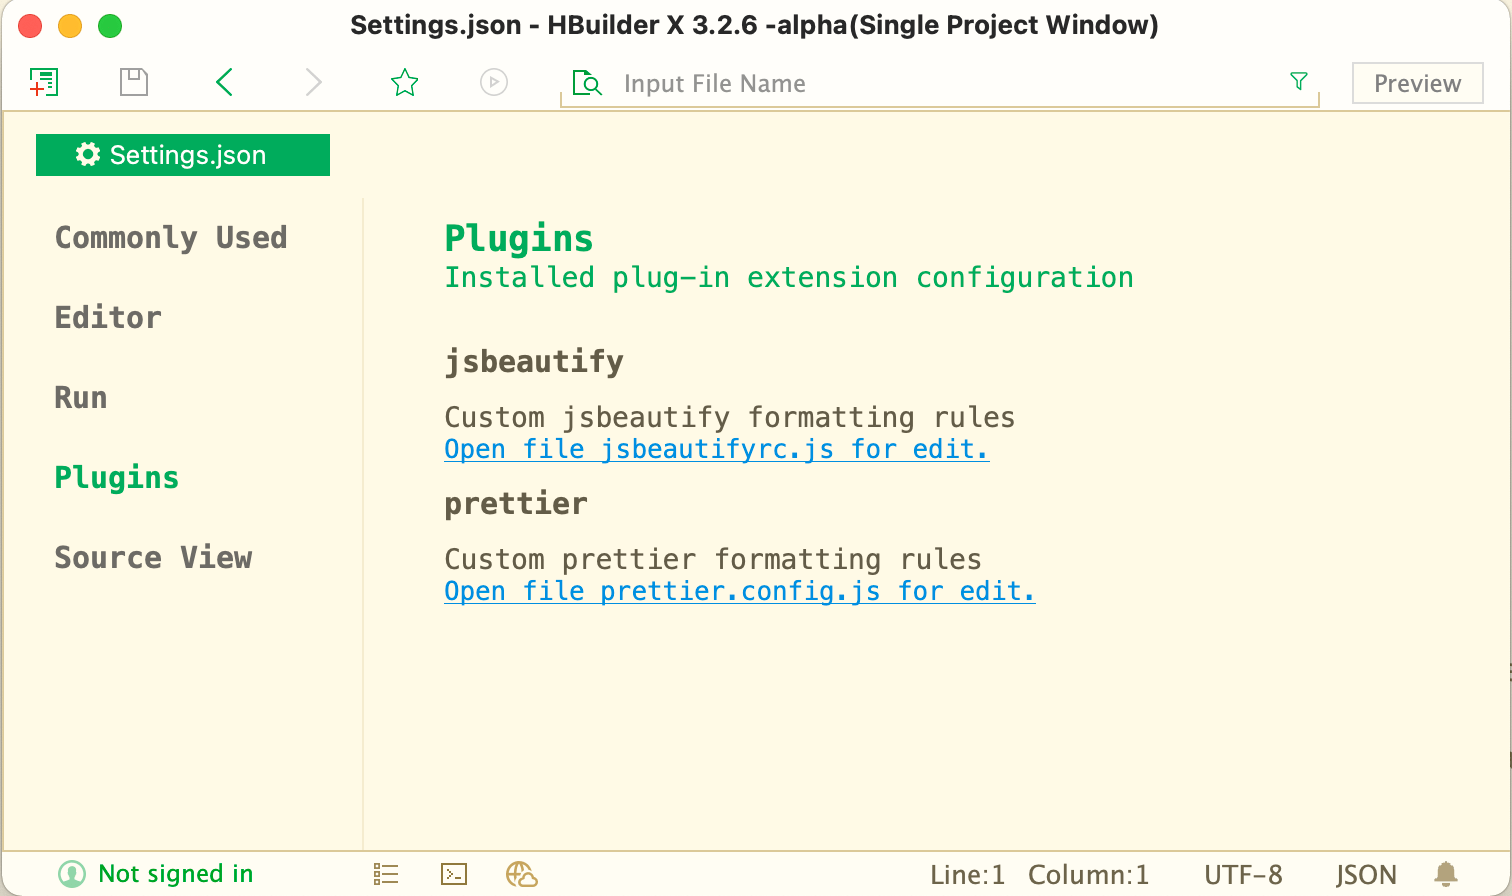 Settings.json - HBuilder X 3.2.6 -alpha(Single Project Window)
Input File Name
Preview
Settings.json
Commonly Used
Editor
Run
Plugins
Source View
Plugins
Installed plug-in extension configuration
jsbeautify
Custom jsbeautify formatting rules
Open file jsbeautifyrc.js for edit.
prettier
Custom prettier formatting rules
Open file prettier.config.js for edit.
Not signed in
Line:1 Column:1 UTF-8 JSON